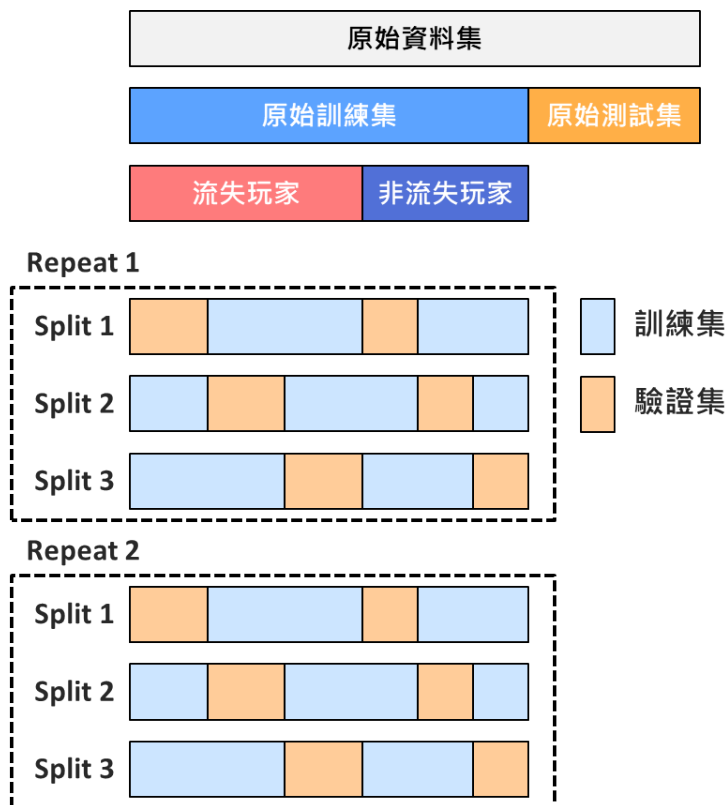 原始資料集
原始訓練集 原始測試集
流失玩家 非流失玩家
Repeat 1
Split 1
訓練集
Split 2
驗證集
Split 3
Repeat 2
Split 1
Split 2
Split 3